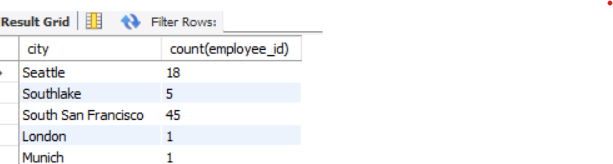 Result Grid Filter Rows:
city count(employee_id)
Seattle 18
Southlake 5
South San Francisco 45
London 1
Munich 1